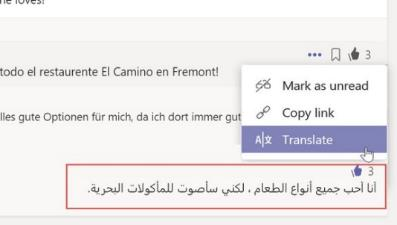 he loves!
3
todo el restaurente El Camino en Fremont!
Mark as unread
Copy link
lles gute Optionen für mich, da ich dort immer gut
Translate
3
أنا أحب جميع أنواع الطعام ، لكني سأصوت للمأكولات البحرية.